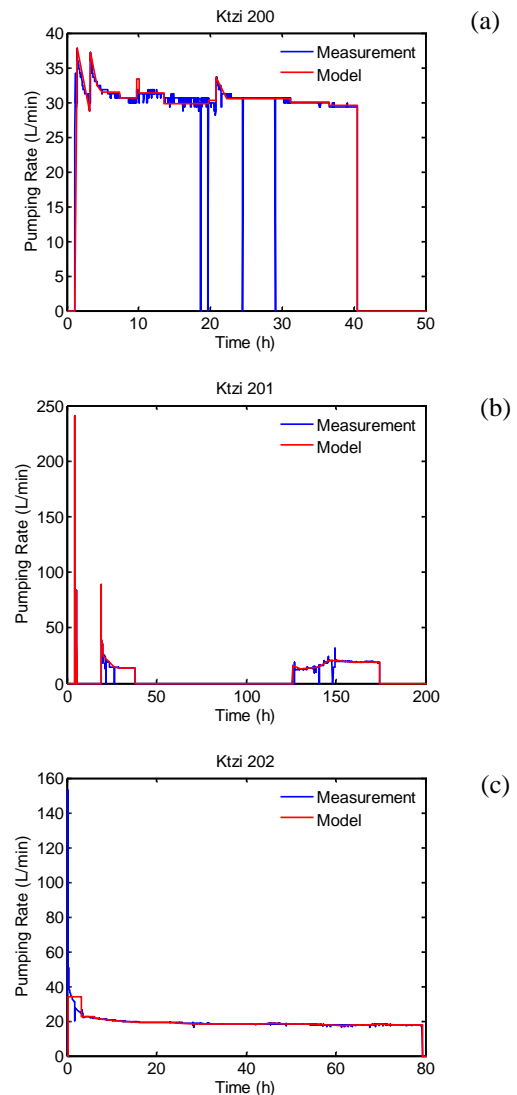 Ktzi 200
(a)
40
35
30
25
20
15
10
5
0
Pumping Rate (L/min)
Measurement
Model
0 10 20 30 40 50
Time (h)
Ktzi 201
(b)
250
200
150
100
50
0
Pumping Rate (L/min)
Measurement
Model
0 50 100 150 200
Time (h)
Ktzi 202
(c)
160
140
120
100
80
60
40
20
0
Pumping Rate (L/min)
Measurement
Model
0 20 40 60 80
Time (h)